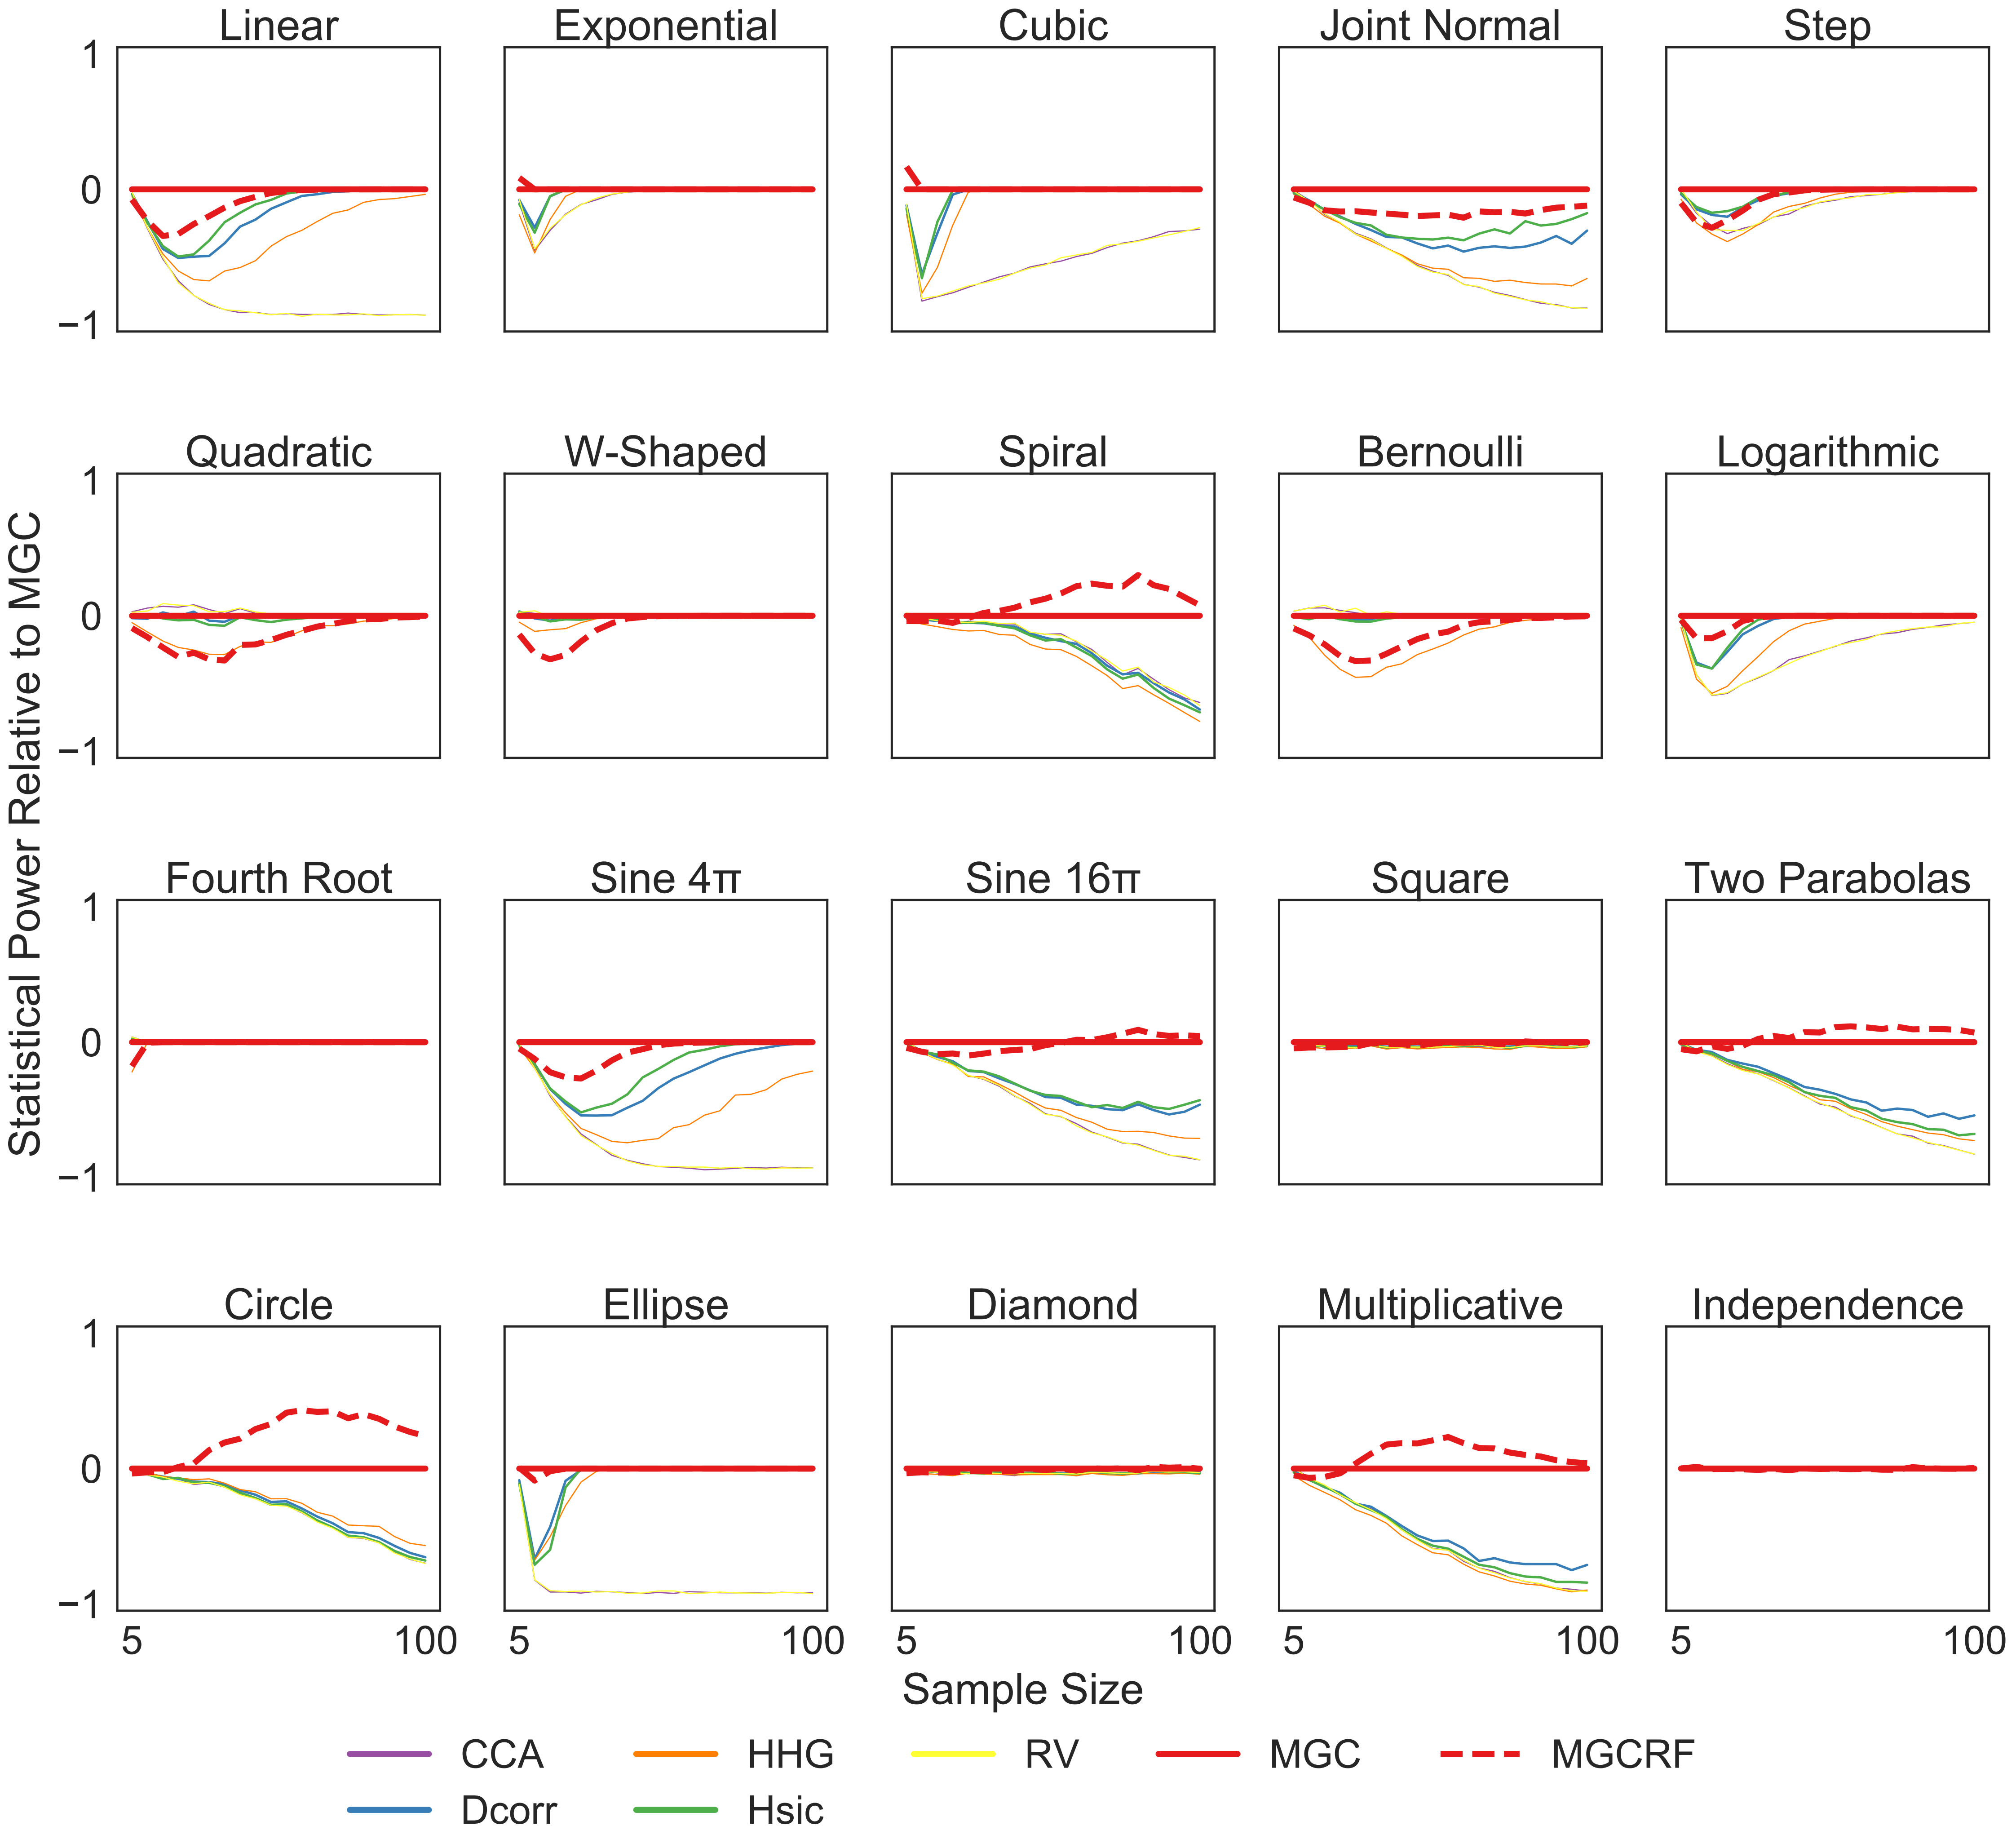 Linear Exponential Cubic Joint Normal Step
1
0
−1
Quadratic W-Shaped Spiral Bernoulli Logarithmic
1
0
−1
Statistical Power Relative to MGC
Fourth Root Sine 4π Sine 16π Square Two Parabolas
1
0
−1
Circle Ellipse Diamond Multiplicative Independence
1
0
−1
5 100 5 100 5 100 5 100 5 100
Sample Size
CCA HHG RV MGC MGCRF
Dcorr Hsic